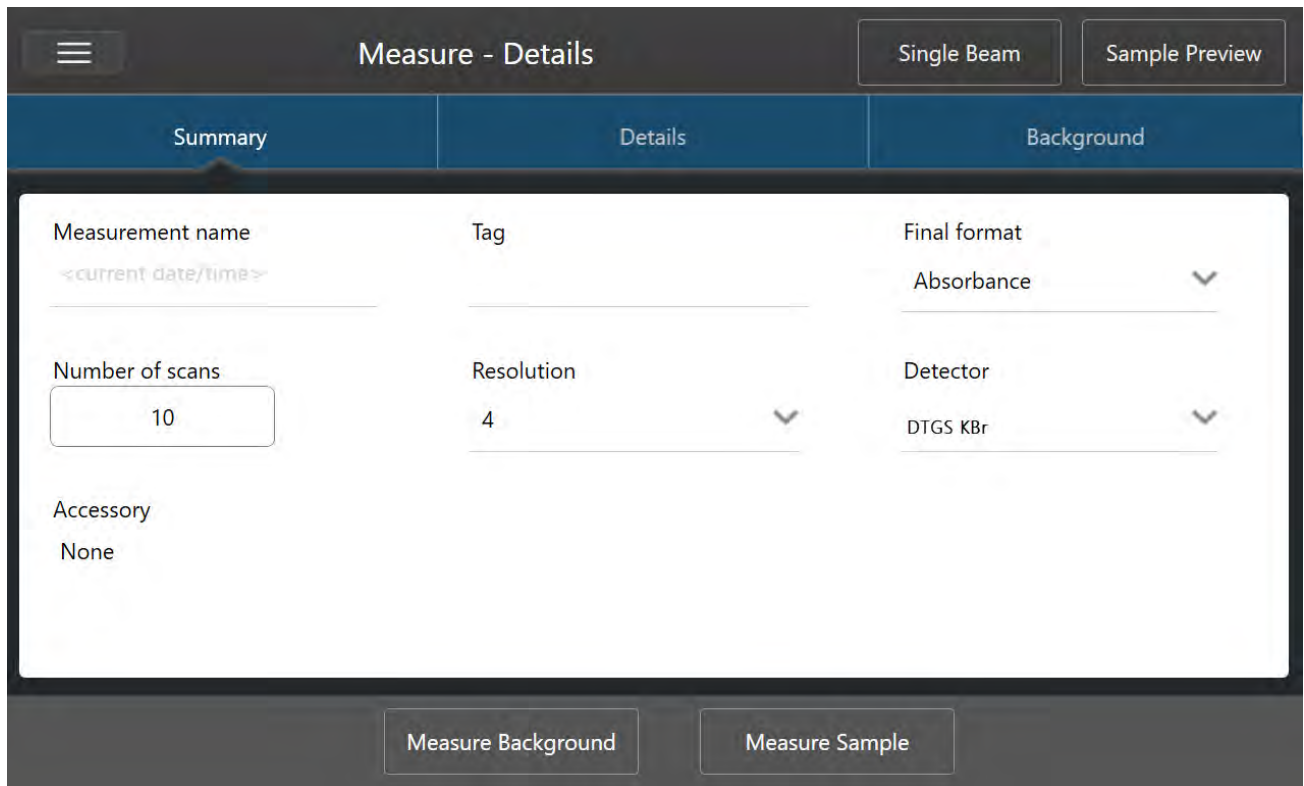 Measure - Details
Single Beam
Sample Preview
Summary
Details
Background
Measurement name
Tag
Final format
<current date/time>
Absorbance
Number of scans
Resolution
Detector
10
4
DTGS KBr
Accessory
None
Measure Background
Measure Sample